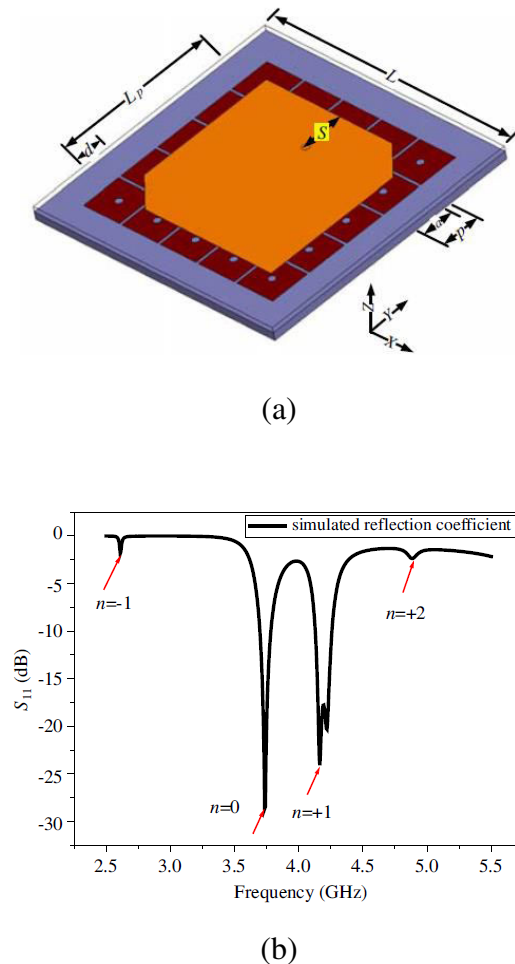 L
Lp
S
d
a
p
Z
Y
X
(a)
simulated reflection coefficient
0
-5
-10
-15
-20
-25
-30
S11 (dB)
n=-1
n=+2
n=0
n=+1
2.5 3.0 3.5 4.0 4.5 5.0 5.5
Frequency (GHz)
(b)